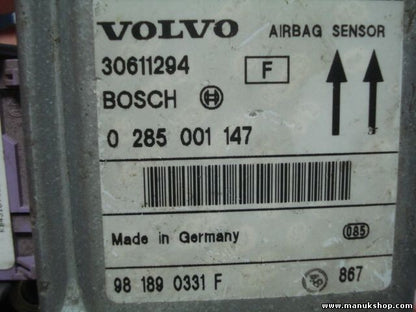 VOLVO AIRBAG SENSOR
30611294 F
BOSCH
0 285 001 147
Made in Germany 085
98 189 0331 F 867
www.manukshop.com